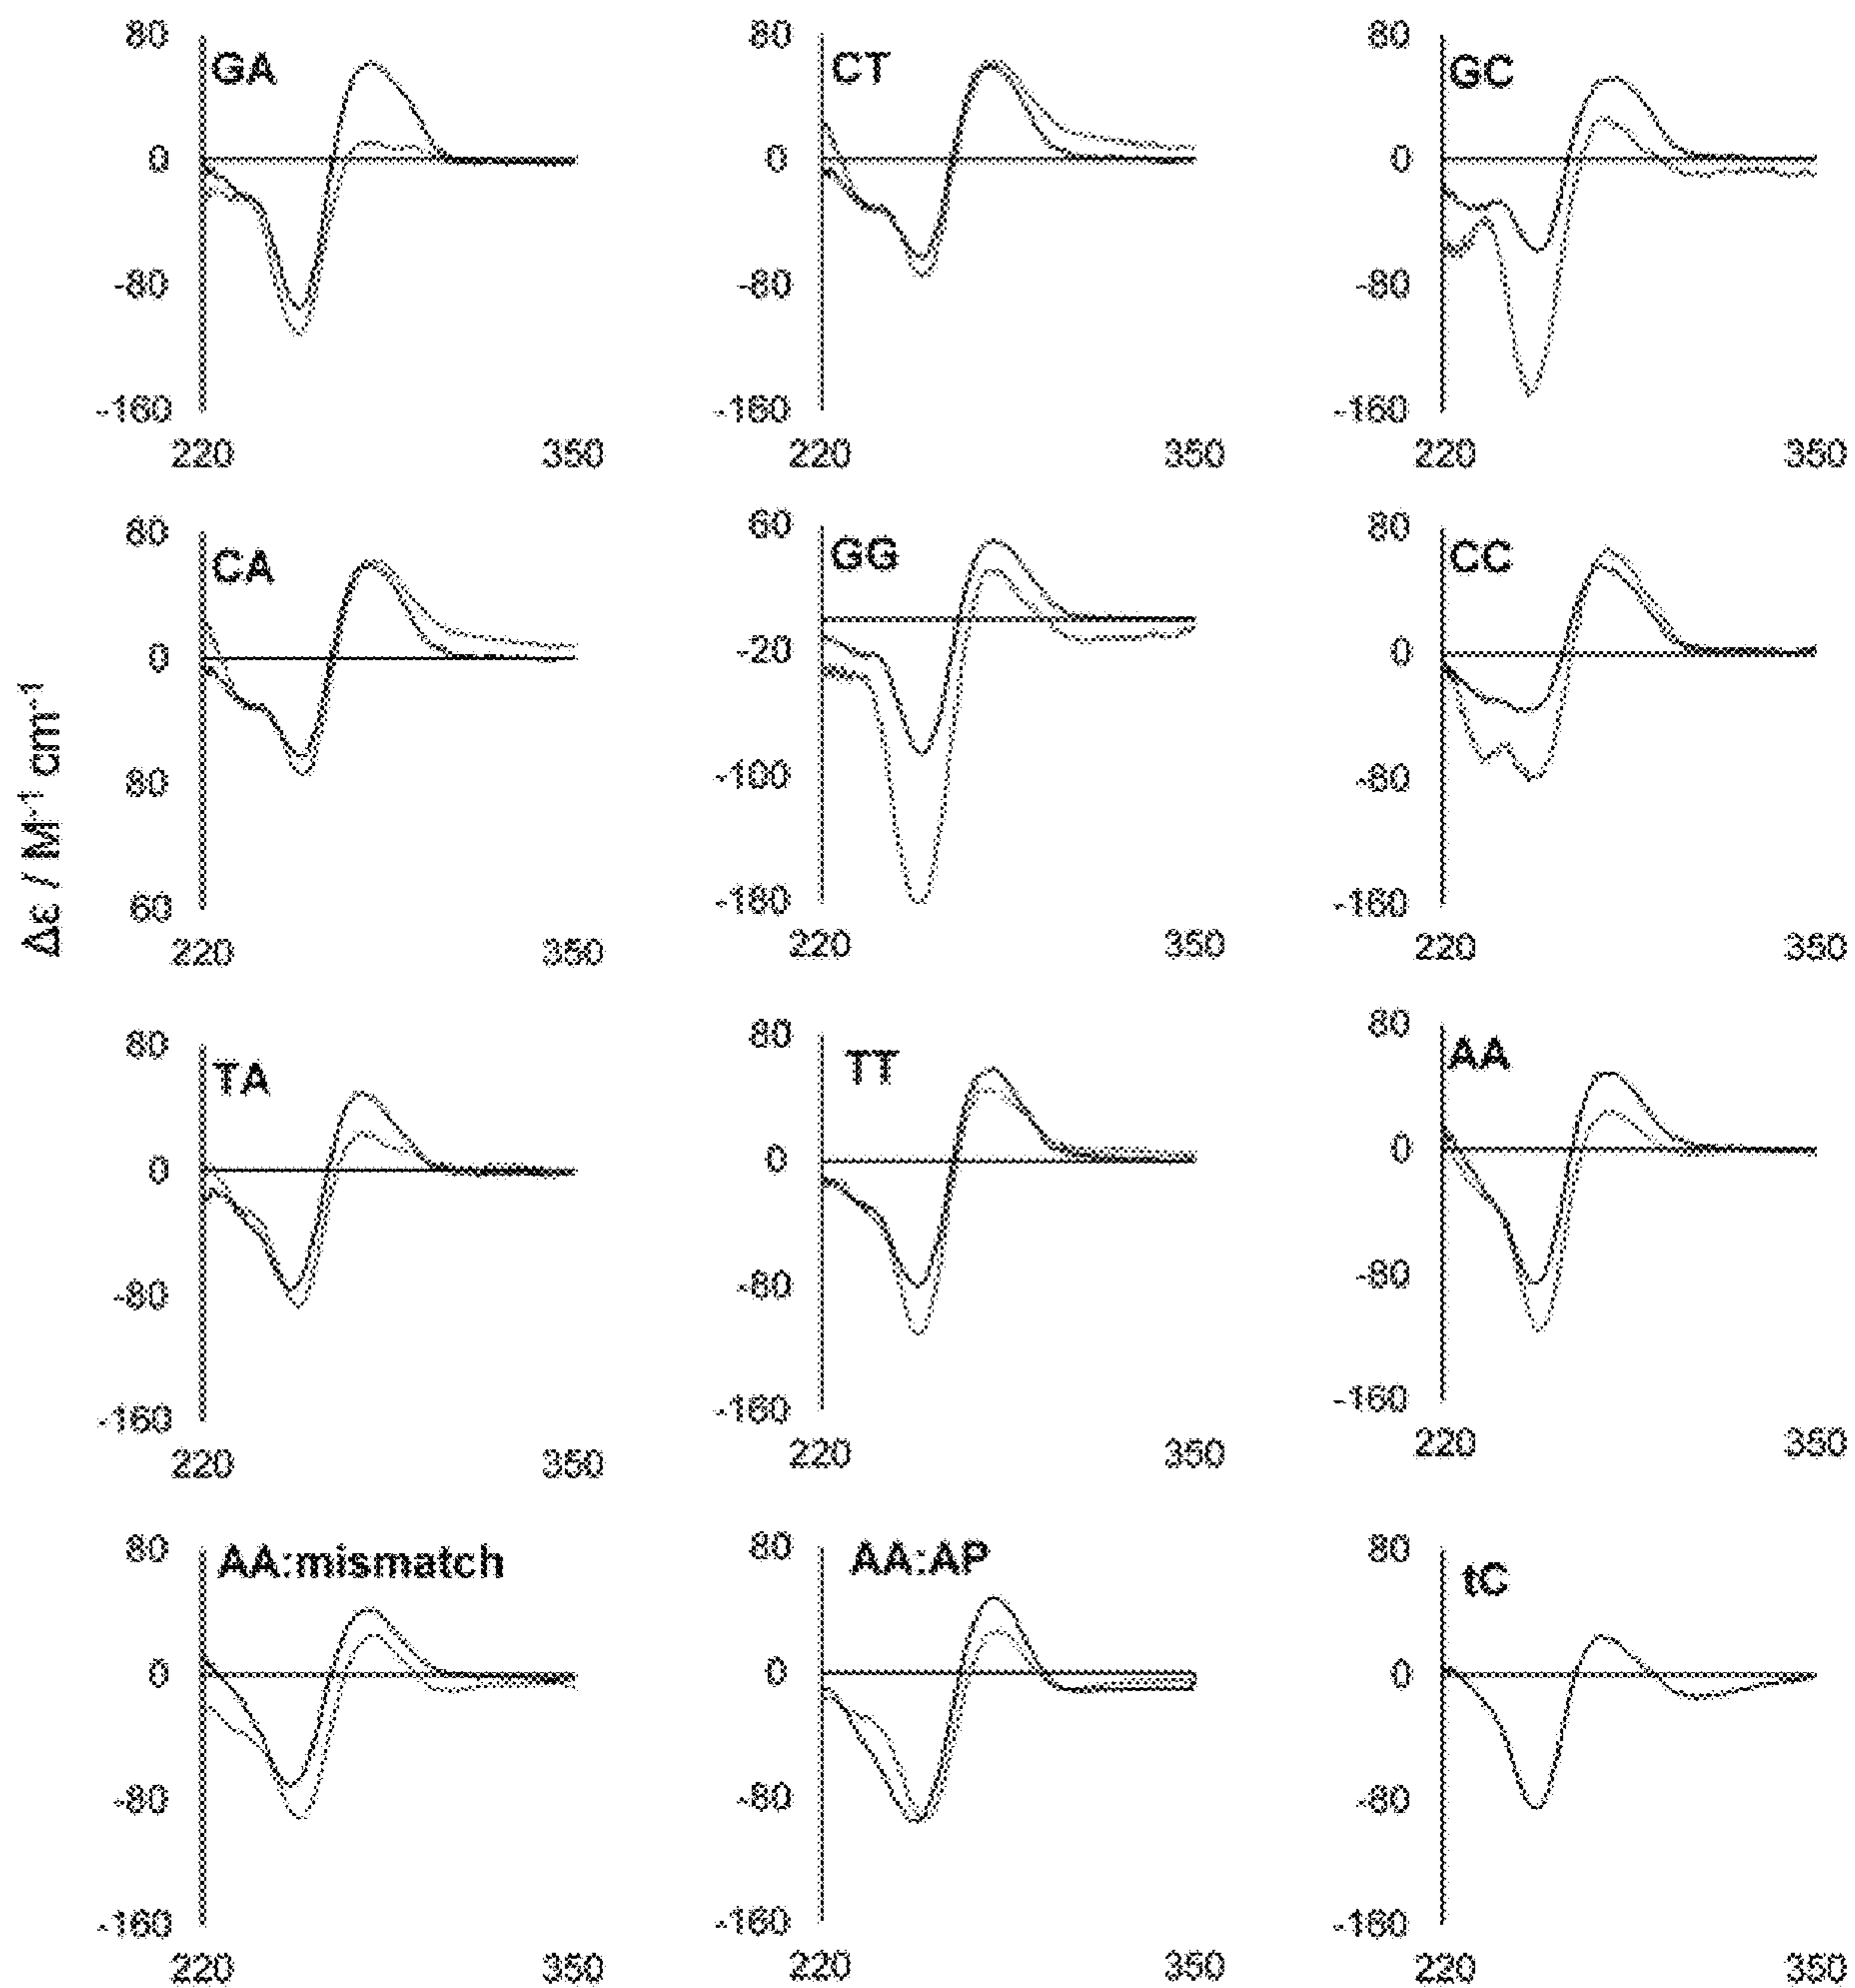 80 80 80
GA CT GC
0 0 0
-80 -80 -80
-160 -160 -160
220 350 220 350 220 350
80 60 80
CA GG CC
0 -20 0
80 -100 -80
60 -180 -160
220 350 220 350 220 350
Δε / M⁻¹ cm⁻¹
80 80 80
TA TT AA
0 0 0
-80 -80 -80
-160 -160 -160
220 350 220 350 220 350
80 80 80
AA:mismatch AA:AP tC
0 0 0
-80 -80 -80
-160 -160 -160
220 350 220 350 220 350